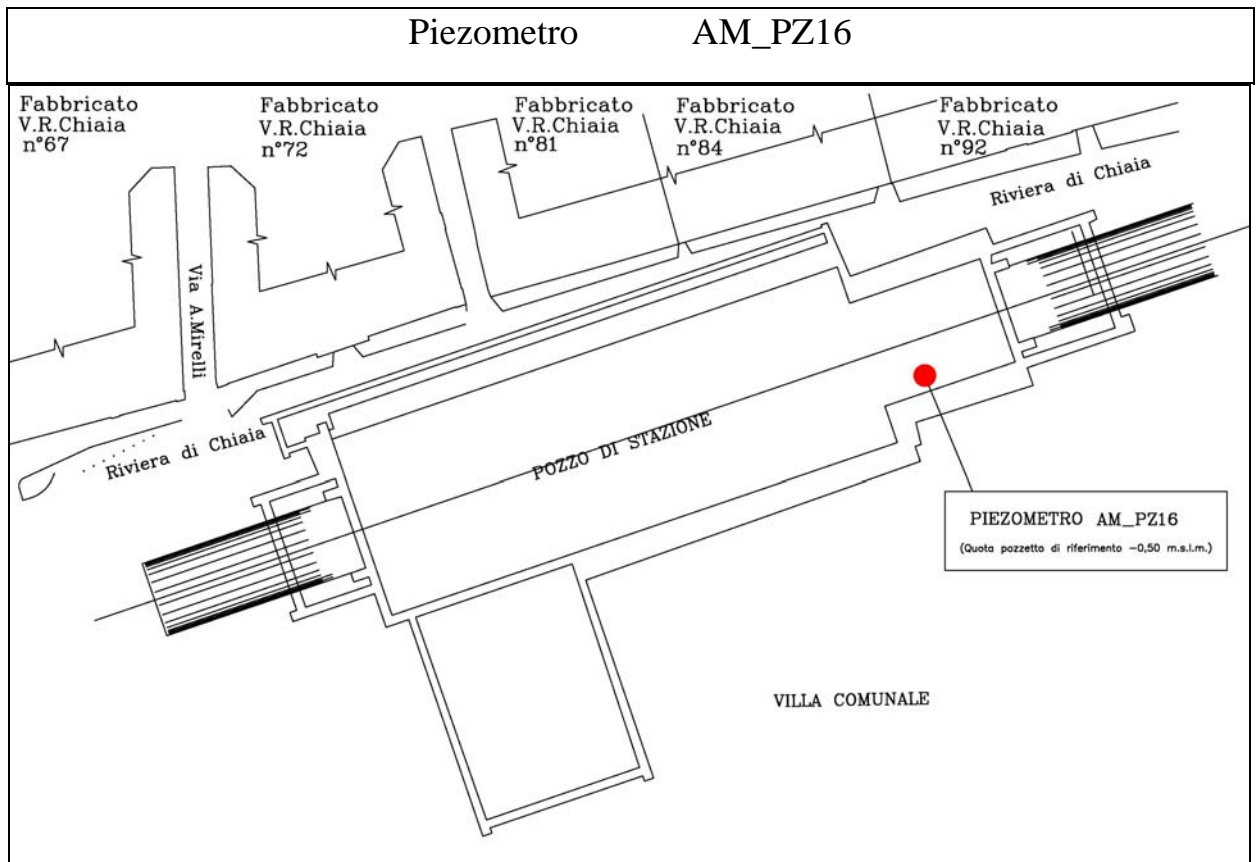 Piezometro AM_PZ16
Fabbricato
V.R.Chiaia
n°67
Fabbricato
V.R.Chiaia
n°72
Fabbricato
V.R.Chiaia
n°81
Fabbricato
V.R.Chiaia
n°84
Fabbricato
V.R.Chiaia
n°92
Riviera di Chiaia
Via A.Mirelli
Riviera di Chiaia
POZZO DI STAZIONE
PIEZOMETRO AM_PZ16
(Quota pozzetto di riferimento -0,50 m.s.l.m.)
VILLA COMUNALE